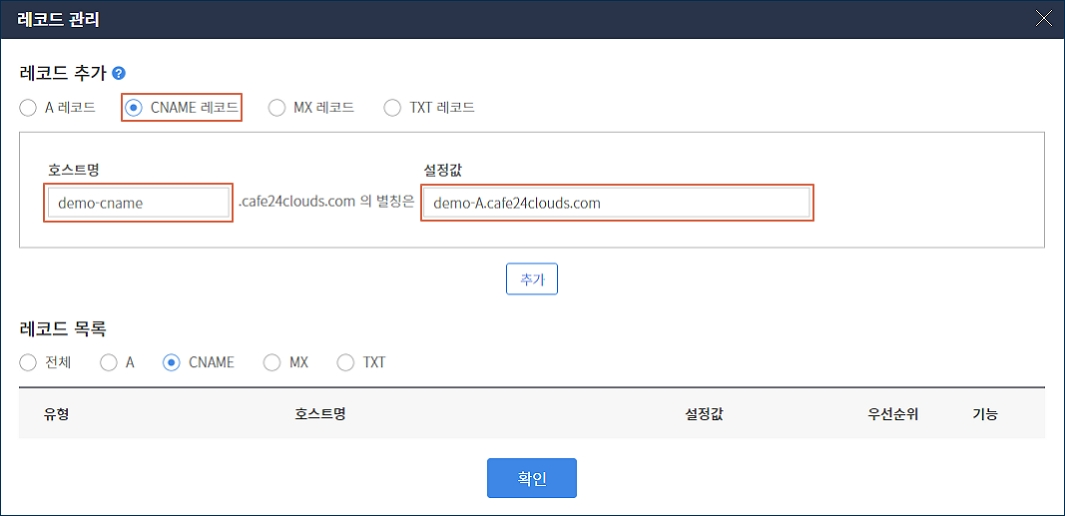 레코드 관리
레코드 추가 ?
A 레코드 CNAME 레코드 MX 레코드 TXT 레코드
호스트명 설정값
demo-cname .cafe24clouds.com 의 별칭은 demo-A.cafe24clouds.com
추가
레코드 목록
전체 A CNAME MX TXT
유형 호스트명 설정값 우선순위 기능
확인